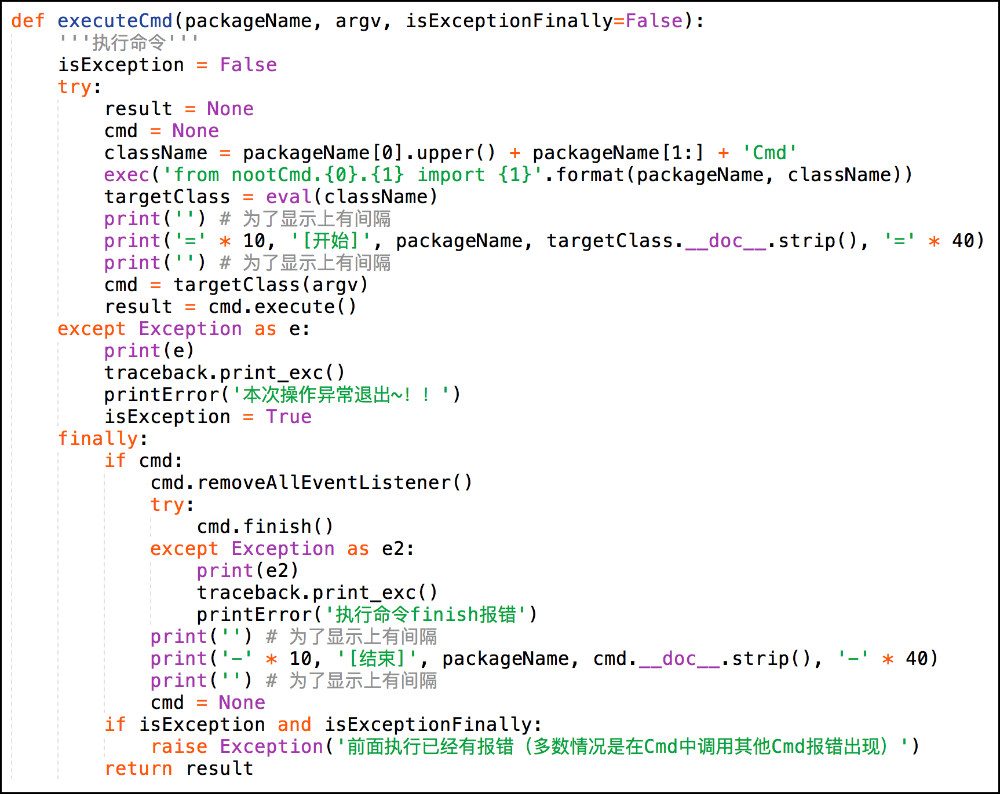 def executeCmd(packageName, argv, isExceptionFinally=False):
    '''执行命令'''
    isException = False
    try:
        result = None
        cmd = None
        className = packageName[0].upper() + packageName[1:] + 'Cmd'
        exec('from nootCmd.{0}.{1} import {1}'.format(packageName, className))
        targetClass = eval(className)
        print('') # 为了显示上有间隔
        print('=' * 10, '[开始]', packageName, targetClass.__doc__.strip(), '=' * 40)
        print('') # 为了显示上有间隔
        cmd = targetClass(argv)
        result = cmd.execute()
    except Exception as e:
        print(e)
        traceback.print_exc()
        printError('本次操作异常退出~！！')
        isException = True
    finally:
        if cmd:
            cmd.removeAllEventListener()
            try:
                cmd.finish()
            except Exception as e2:
                print(e2)
                traceback.print_exc()
                printError('执行命令finish报错')
            print('') # 为了显示上有间隔
            print('-' * 10, '[结束]', packageName, cmd.__doc__.strip(), '-' * 40)
            print('') # 为了显示上有间隔
            cmd = None
        if isException and isExceptionFinally:
            raise Exception('前面执行已经有报错（多数情况是在Cmd中调用其他Cmd报错出现）')
        return result